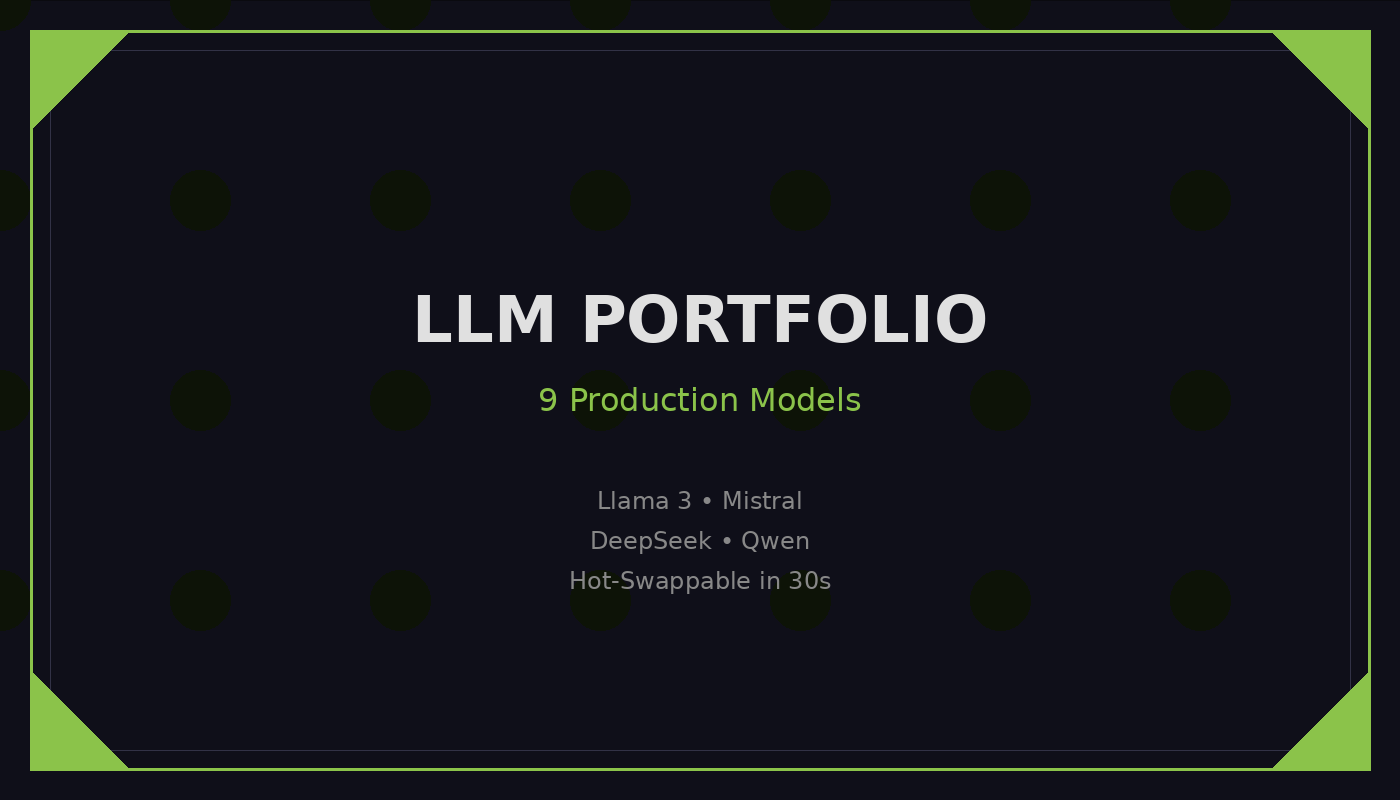 LLM PORTFOLIO
9 Production Models
Llama 3 • Mistral
DeepSeek • Qwen
Hot-Swappable in 30s